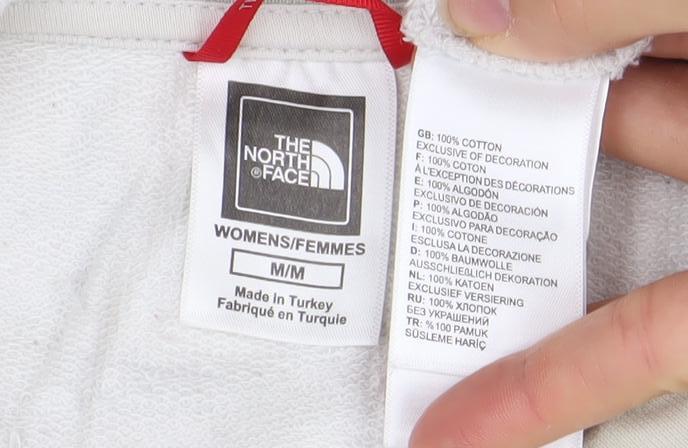 THE
NORTH
®FACE
WOMENS/FEMMES
M/M
Made in Turkey
Fabriqué en Turquie
GB: 100% COTTON
EXCLUSIVE OF DECORATION
F: 100% COTON
À L'EXCEPTION DES DÉCORATIONS
E: 100% ALGODÓN
EXCLUSIVO DE DECORACIÓN
P: 100% ALGODÃO
EXCLUSIVO PARA DECORAÇÃO
I: 100% COTONE
ESCLUSA LA DECORAZIONE
D: 100% BAUMWOLLE
AUSSCHLIEßLICH DEKORATION
NL: 100% KATOEN
EXCLUSIEF VERSIERING
RU: 100% ХЛОПОК
БЕЗ УКРАШЕНИЙ
TR: %100 PAMUK
SÜSLEME HARİÇ